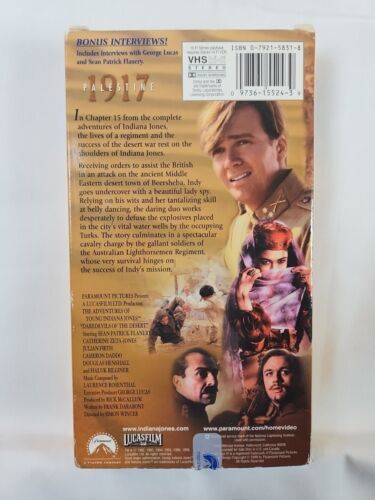 BONUS INTERVIEWS!
Includes interviews with George Lucas
and Sean Patrick Flanery.
PALESTINE
1917
VHS
STEREO
ISBN 0-7921-5831-8
0 97361 55243
In Chapter 15 from the complete
adventures of Indiana Jones,
the lives of a regiment and the
success of the desert war rest on the
shoulders of Indiana Jones.
Receiving orders to assist the British
in an attack on the ancient Middle
Eastern desert town of Beersheba, Indy
goes undercover with a beautiful lady spy.
Relying on his wits and her tantalizing skill
at belly dancing, the daring duo works
desperately to defuse the explosives placed
in the city's vital water wells by the occupying
Turks. The story culminates in a spectacular
cavalry charge by the gallant soldiers of
the Australian Lighthorsemen Regiment,
whose very survival hinges on
the success of Indy's mission.
PARAMOUNT PICTURES Presents
A LUCASFILM LTD. Production
THE ADVENTURES OF
YOUNG INDIANA JONES
"DAREDEVILS OF THE DESERT"
Starring SEAN PATRICK FLANERY
CATHERINE ZETA-JONES
JULIAN FIRTH
CAMERON DADDO
DOUGLAS HENSHALL
and HALUK BILGINER
Music Composed by
LAURENCE ROSENTHAL
Executive Producer GEORGE LUCAS
Produced by RICK McCALLUM
Written by FRANK DARABONT
Directed by SIMON WINCER
www.indianajones.com
www.paramount.com/homevideo
Paramount
LUCASFILM
LTD